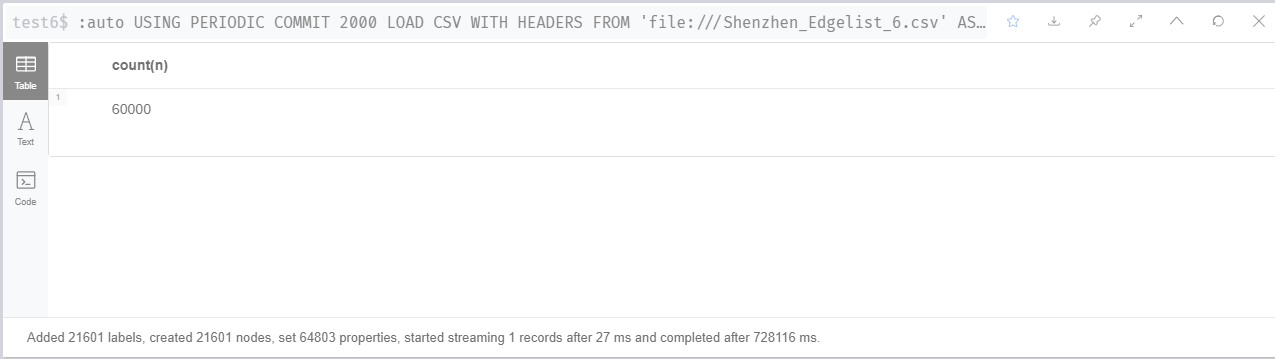 test6$ :auto USING PERIODIC COMMIT 2000 LOAD CSV WITH HEADERS FROM 'file:///Shenzhen_Edgelist_6.csv' AS…
Table
count(n)
1
60000
A
Text
Code
Added 21601 labels, created 21601 nodes, set 64803 properties, started streaming 1 records after 27 ms and completed after 728116 ms.